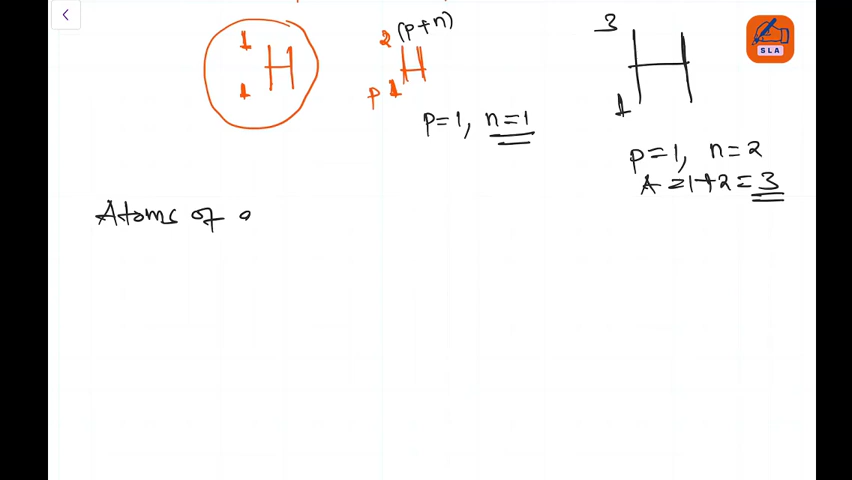 1
1 H
2 (p+n)
p 1 H
p=1, n=1
3
1 H
p=1, n=2
A=1+2=3
SLA
Atoms of a